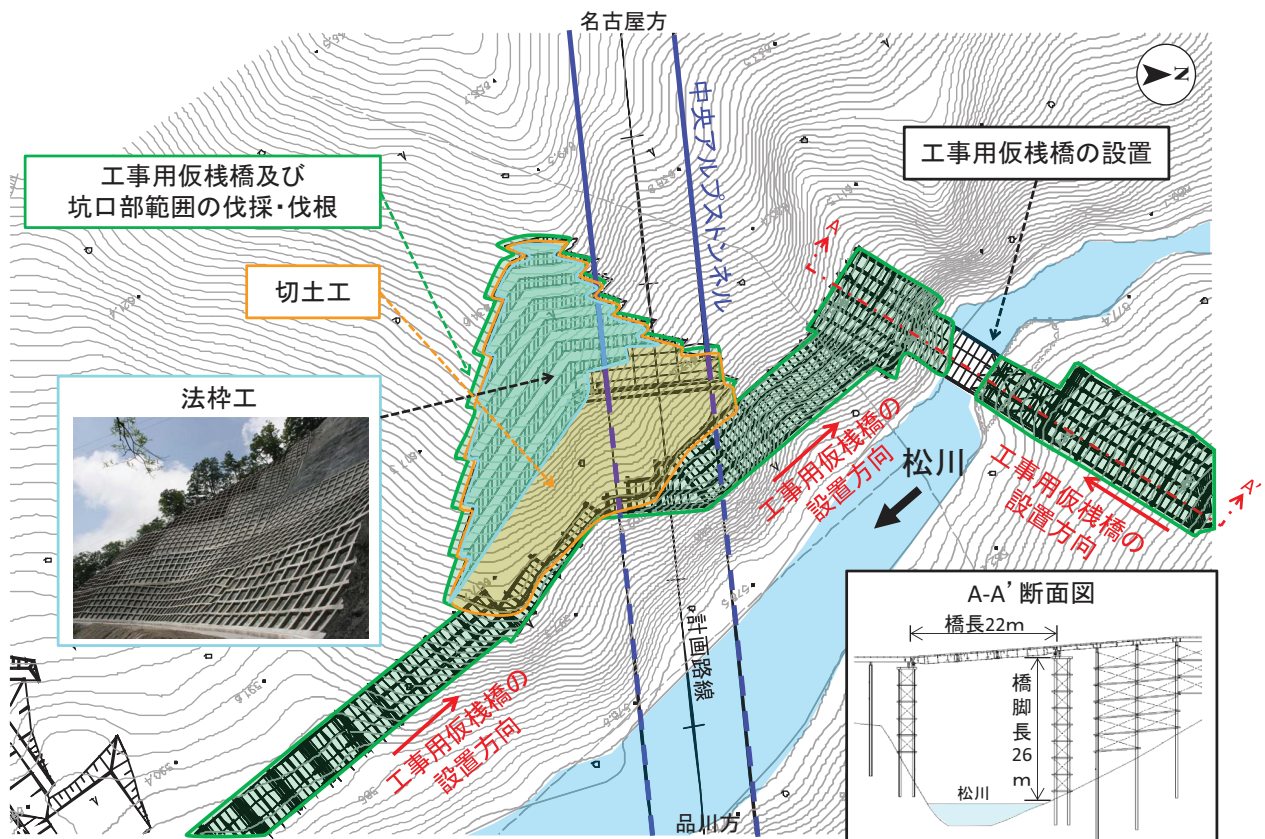 名古屋方
N
中央アルプストンネル
工事用仮桟橋の設置
工事用仮桟橋及び
坑口部範囲の伐採・伐根
切土工
法枠工
A
工事用仮桟橋の
設置方向
松川
工事用仮桟橋の
設置方向
A'
計画路線
工事用仮桟橋の
設置方向
品川方
A-A' 断面図
橋長22m
橋脚長26m
松川